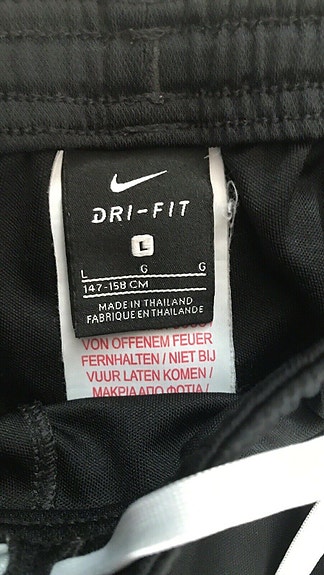 DRI-FIT
L
L G G
147-158 CM
MADE IN THAILAND
FABRIQUE EN THAILANDE
VON OFFENEM FEUER
FERNHALTEN / NIET BIJ
VUUR LATEN KOMEN /
ΜΑΚΡΙΑ ΑΠΟ ΦΩΤΙΑ /